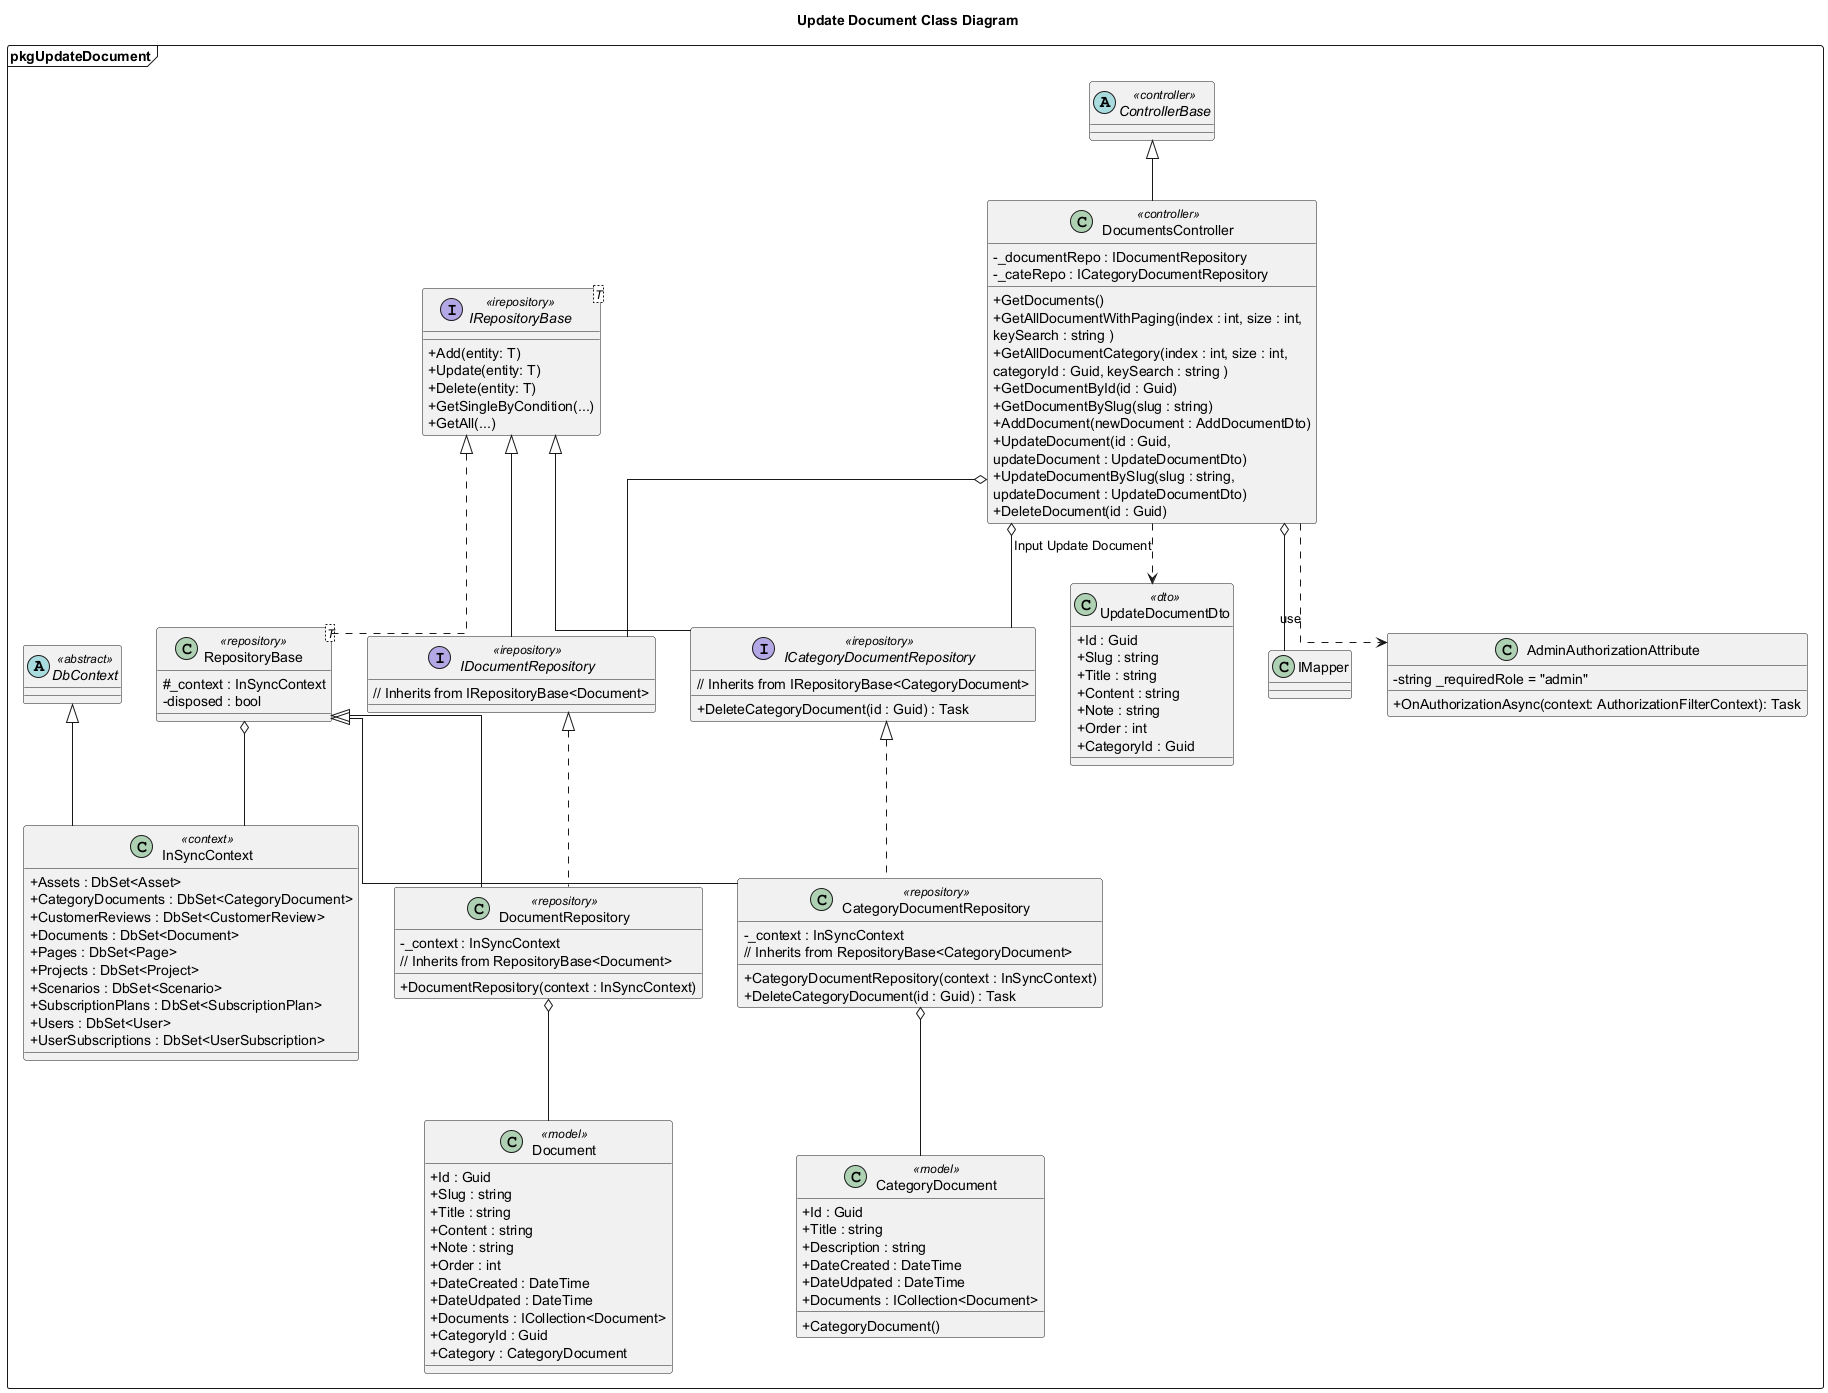 Update Document Class Diagram
pkgUpdateDocument
A
«controller»
ControllerBase
C
«controller»
DocumentsController
-_documentRepo : IDocumentRepository
-_cateRepo : ICategoryDocumentRepository
+GetDocuments()
+GetAllDocumentWithPaging(index : int, size : int,
keySearch : string )
+GetAllDocumentCategory(index : int, size : int,
categoryId : Guid, keySearch : string )
+GetDocumentById(id : Guid)
+GetDocumentBySlug(slug : string)
+AddDocument(newDocument : AddDocumentDto)
+UpdateDocument(id : Guid,
updateDocument : UpdateDocumentDto)
+UpdateDocumentBySlug(slug : string,
updateDocument : UpdateDocumentDto)
+DeleteDocument(id : Guid)
I
«irepository»
IRepositoryBase
T
+Add(entity: T)
+Update(entity: T)
+Delete(entity: T)
+GetSingleByCondition(...)
+GetAll(...)
Input Update Document
use
A
«abstract»
DbContext
C
«repository»
RepositoryBase
T
#_context : InSyncContext
-disposed : bool
I
«irepository»
IDocumentRepository
// Inherits from IRepositoryBase<Document>
I
«irepository»
ICategoryDocumentRepository
// Inherits from IRepositoryBase<CategoryDocument>
+DeleteCategoryDocument(id : Guid) : Task
C
«dto»
UpdateDocumentDto
+Id : Guid
+Slug : string
+Title : string
+Content : string
+Note : string
+Order : int
+CategoryId : Guid
C
IMapper
C
AdminAuthorizationAttribute
-string _requiredRole = "admin"
+OnAuthorizationAsync(context: AuthorizationFilterContext): Task
C
«context»
InSyncContext
+Assets : DbSet<Asset>
+CategoryDocuments : DbSet<CategoryDocument>
+CustomerReviews : DbSet<CustomerReview>
+Documents : DbSet<Document>
+Pages : DbSet<Page>
+Projects : DbSet<Project>
+Scenarios : DbSet<Scenario>
+SubscriptionPlans : DbSet<SubscriptionPlan>
+Users : DbSet<User>
+UserSubscriptions : DbSet<UserSubscription>
C
«repository»
DocumentRepository
-_context : InSyncContext
// Inherits from RepositoryBase<Document>
+DocumentRepository(context : InSyncContext)
C
«repository»
CategoryDocumentRepository
-_context : InSyncContext
// Inherits from RepositoryBase<CategoryDocument>
+CategoryDocumentRepository(context : InSyncContext)
+DeleteCategoryDocument(id : Guid) : Task
C
«model»
Document
+Id : Guid
+Slug : string
+Title : string
+Content : string
+Note : string
+Order : int
+DateCreated : DateTime
+DateUdpated : DateTime
+Documents : ICollection<Document>
+CategoryId : Guid
+Category : CategoryDocument
C
«model»
CategoryDocument
+Id : Guid
+Title : string
+Description : string
+DateCreated : DateTime
+DateUdpated : DateTime
+Documents : ICollection<Document>
+CategoryDocument()